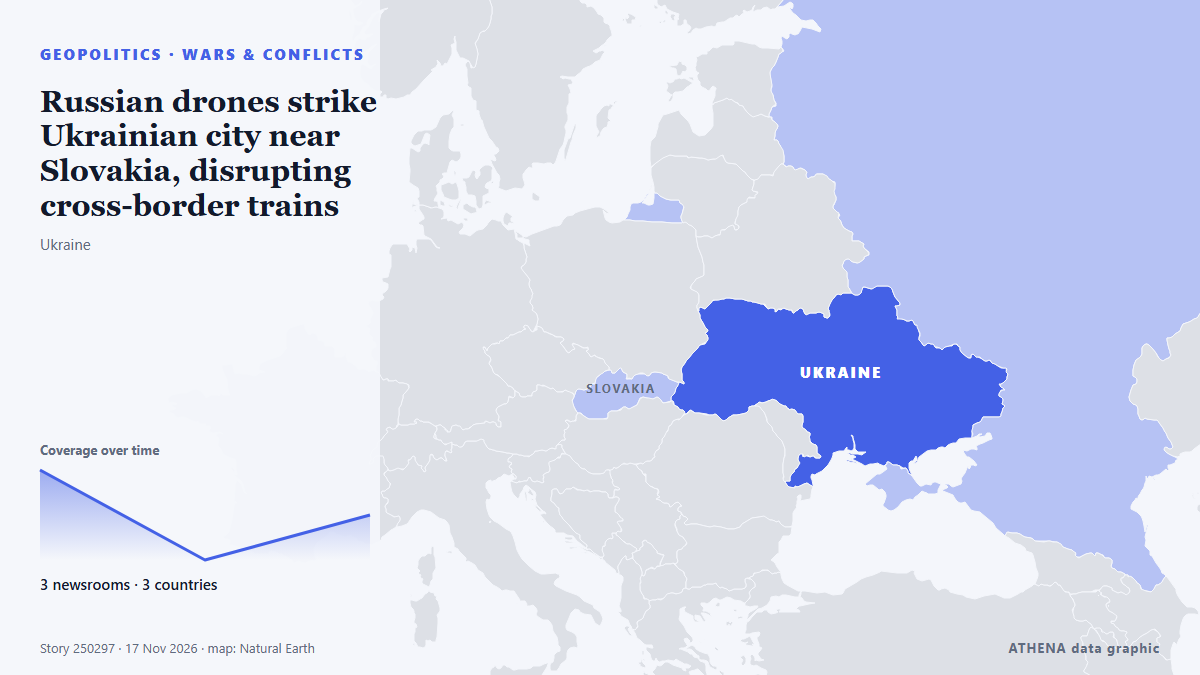 GEOPOLITICS · WARS & CONFLICTS
Russian drones strike
Ukrainian city near
Slovakia, disrupting
cross-border trains
Ukraine
UKRAINE
SLOVAKIA
Coverage over time
3 newsrooms · 3 countries
Story 250297 · 17 Nov 2026 · map: Natural Earth
ATHENA data graphic